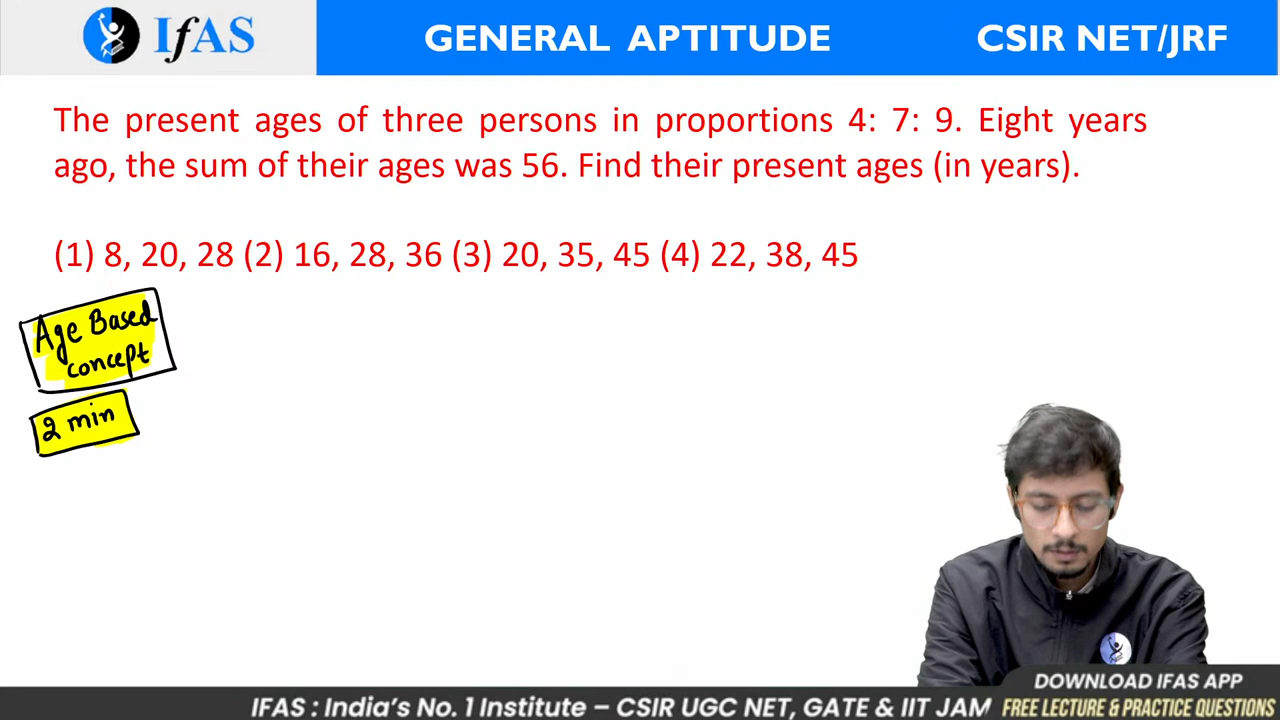 IfAS GENERAL APTITUDE CSIR NET/JRF
The present ages of three persons in proportions 4: 7: 9. Eight years
ago, the sum of their ages was 56. Find their present ages (in years).
(1) 8, 20, 28 (2) 16, 28, 36 (3) 20, 35, 45 (4) 22, 38, 45
Age Based
concept
2 min
DOWNLOAD IFAS APP
IFAS : India's No. 1 Institute – CSIR UGC NET, GATE & IIT JAM FREE LECTURE & PRACTICE QUESTIONS